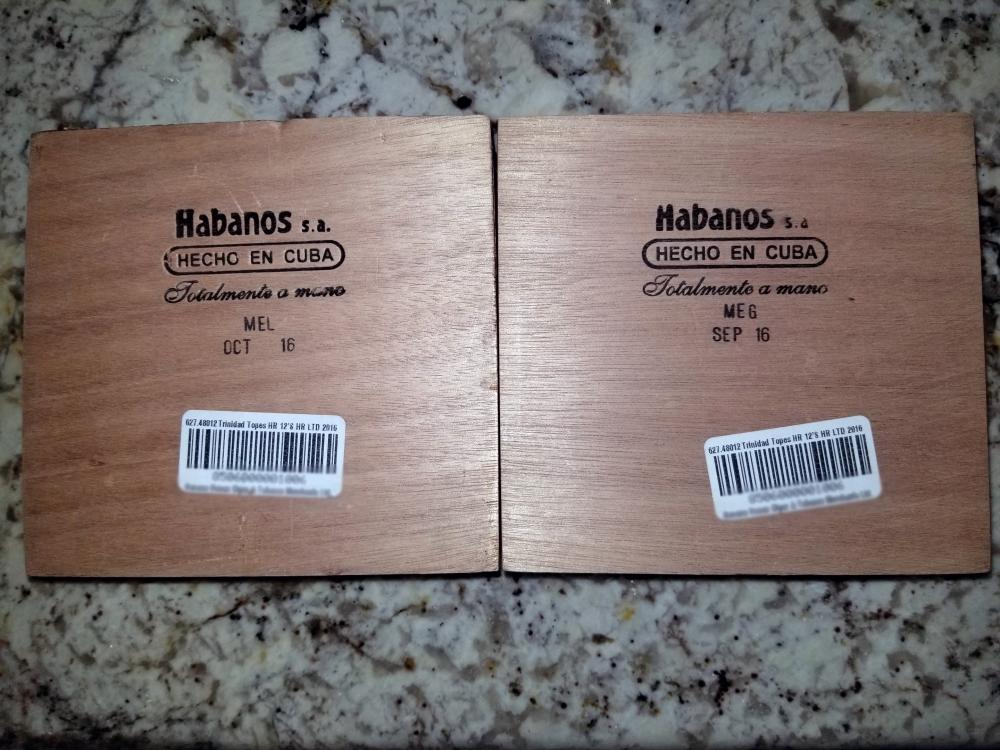 Habanos s.a.
HECHO EN CUBA
Totalmente a mano
MEL
OCT 16
627.48012 Trinidad Topes HR 12'S HR LTD 2016
Habanos s.a
HECHO EN CUBA
Totalmente a mano
MEG
SEP 16
627.48012 Trinidad Topes HR 12'S HR LTD 2016